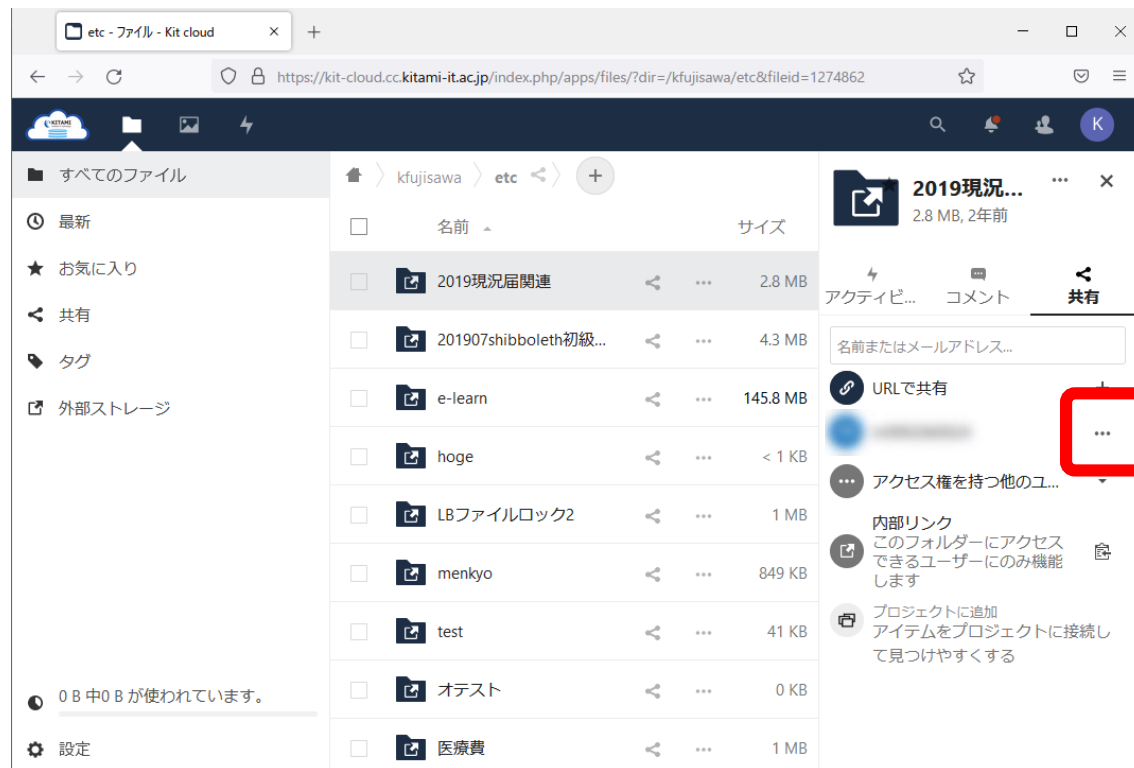 etc - ファイル - Kit cloud
https://kit-cloud.cc.kitami-it.ac.jp/index.php/apps/files/?dir=/kfujisawa/etc&fileid=1274862
KITAMI
K
すべてのファイル
最新
お気に入り
共有
タグ
外部ストレージ
0 B 中0 B が使われています。
設定
kfujisawa
etc
+
名前
サイズ
2019現況届関連
2.8 MB
201907shibboleth初級...
4.3 MB
e-learn
145.8 MB
hoge
< 1 KB
LBファイルロック2
1 MB
menkyo
849 KB
test
41 KB
オテスト
0 KB
医療費
1 MB
2019現況...
2.8 MB, 2年前
アクティビ...
コメント
共有
名前またはメールアドレス...
URLで共有
アクセス権を持つ他のユ...
内部リンク
このフォルダーにアクセス
できるユーザーにのみ機能
します
プロジェクトに追加
アイテムをプロジェクトに接続し
て見つけやすくする